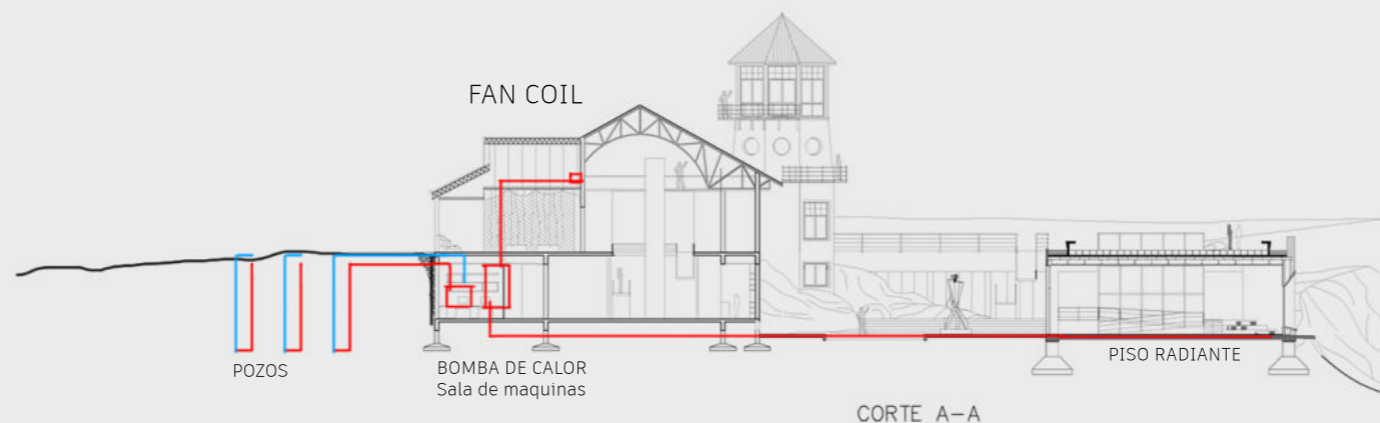 FAN COIL
POZOS
BOMBA DE CALOR
Sala de maquinas
PISO RADIANTE
CORTE A-A